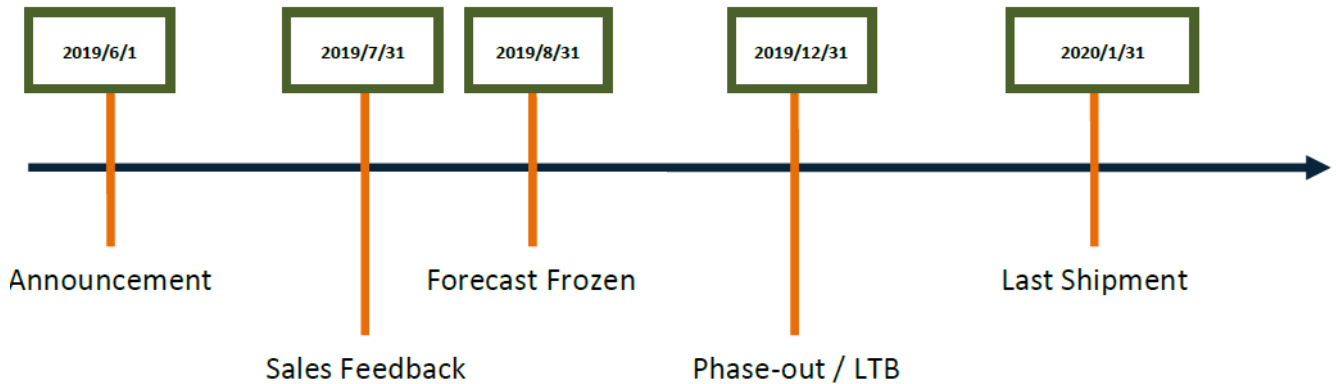 2019/6/1
2019/7/31
2019/8/31
2019/12/31
2020/1/31
Announcement
Forecast Frozen
Last Shipment
Sales Feedback
Phase-out / LTB